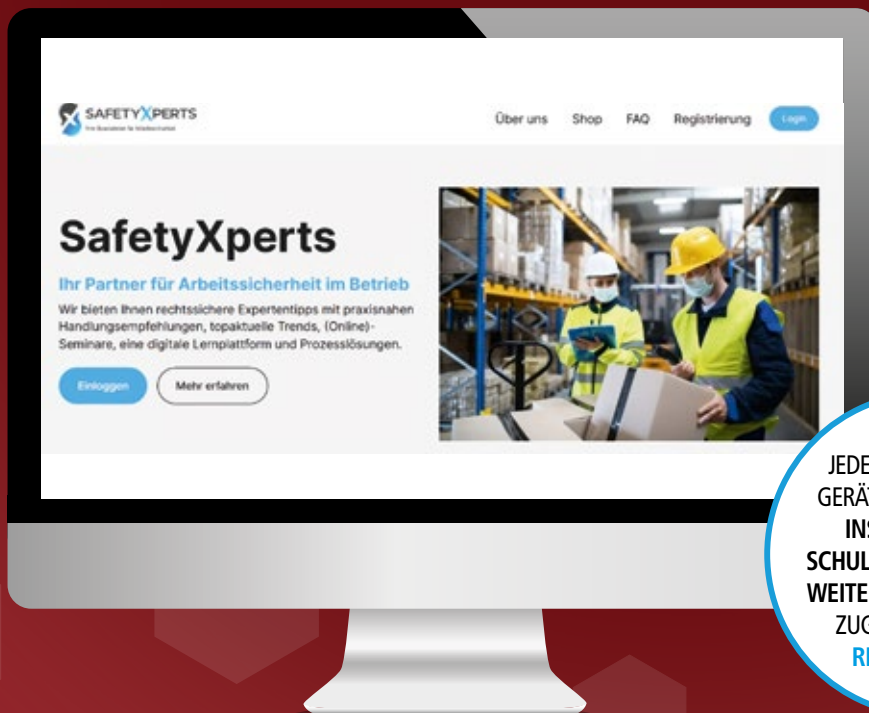 SAFETYXPERTS
Über uns Shop FAQ Registrierung Login
SafetyXperts
Ihr Partner für Arbeitssicherheit im Betrieb
Wir bieten Ihnen rechtssichere Expertentipps mit praxisnahen
Handlungsempfehlungen, topaktuelle Trends, (Online)-
Seminare, eine digitale Lernplattform und Prozesslösungen.
Einloggen Mehr erfahren
JEDE
GERÄT
INS
SCHUL
WEITE
ZUG
RE